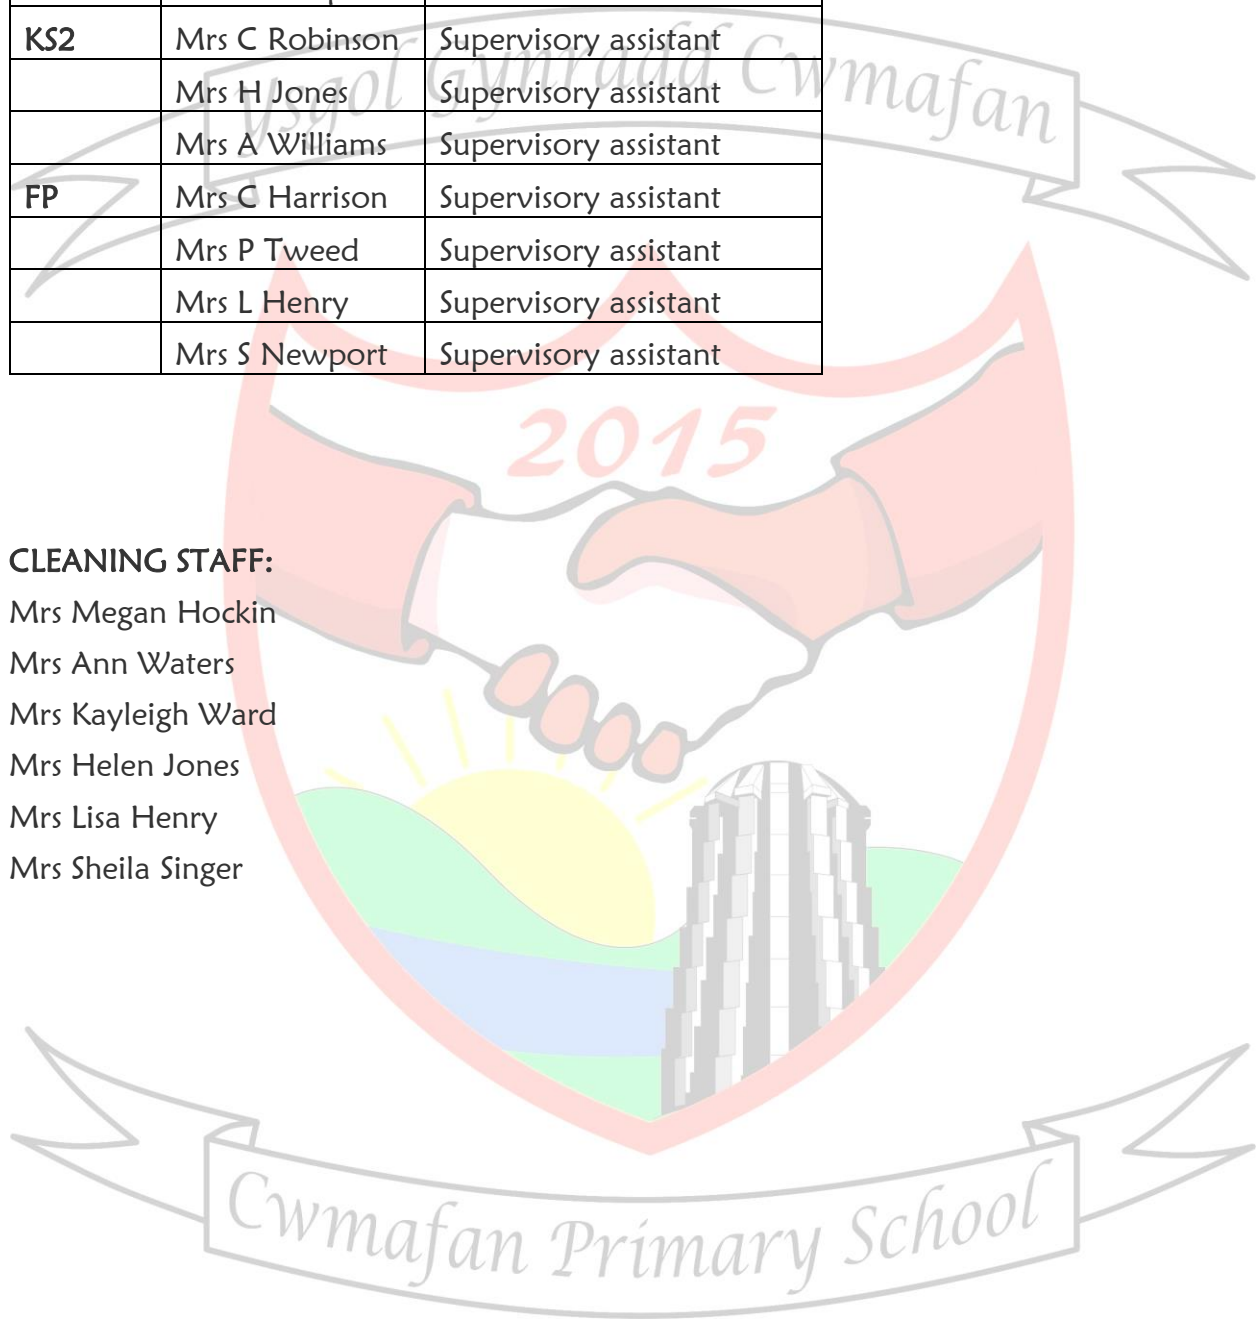 KS2 Mrs C Robinson Supervisory assistant
Mrs H Jones Supervisory assistant
Mrs A Williams Supervisory assistant
FP Mrs C Harrison Supervisory assistant
Mrs P Tweed Supervisory assistant
Mrs L Henry Supervisory assistant
Mrs S Newport Supervisory assistant
Ysgol Gynradd Cwmafan
2015
CLEANING STAFF:
Mrs Megan Hockin
Mrs Ann Waters
Mrs Kayleigh Ward
Mrs Helen Jones
Mrs Lisa Henry
Mrs Sheila Singer
Cwmafan Primary School